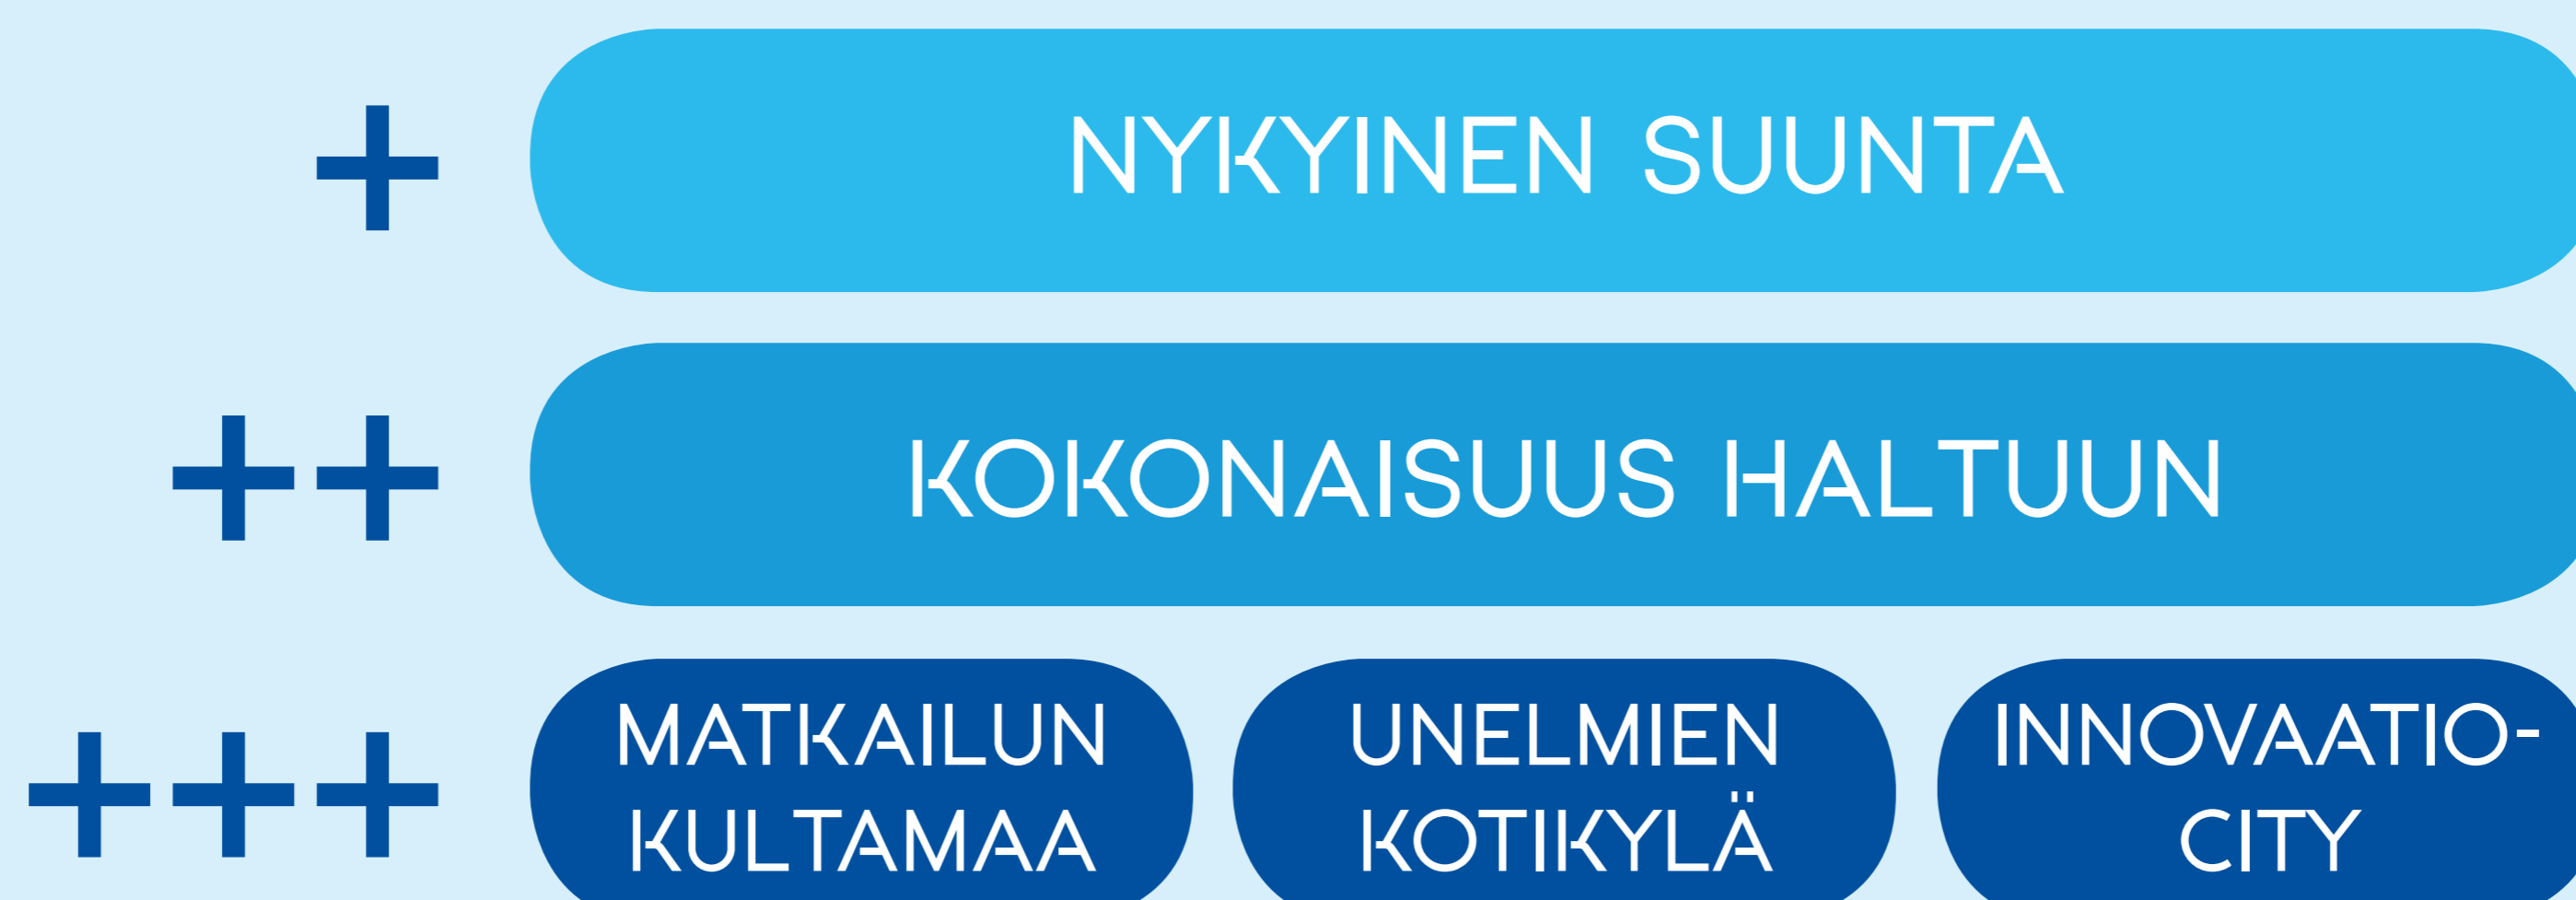 + NYKYINEN SUUNTA
++ KOKONAISUUS HALTUUN
+++
MATKAILUN
KULTAMAA
UNELMIEN
KOTIKYLÄ
INNOVAATIO-
CITY